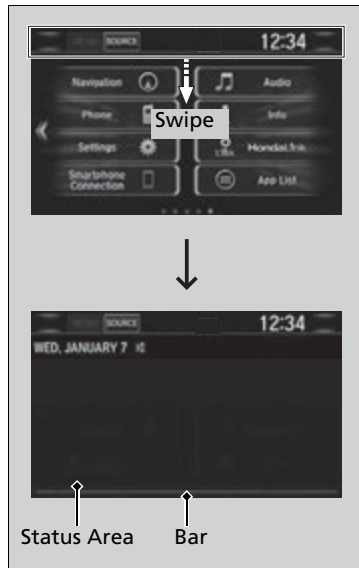 MENU SOURCE 12:34
Navigation Audio
Phone Info
Swipe
Settings HondaLink
Smartphone
Connection App List
SOURCE 12:34
WED, JANUARY 7
Status Area Bar